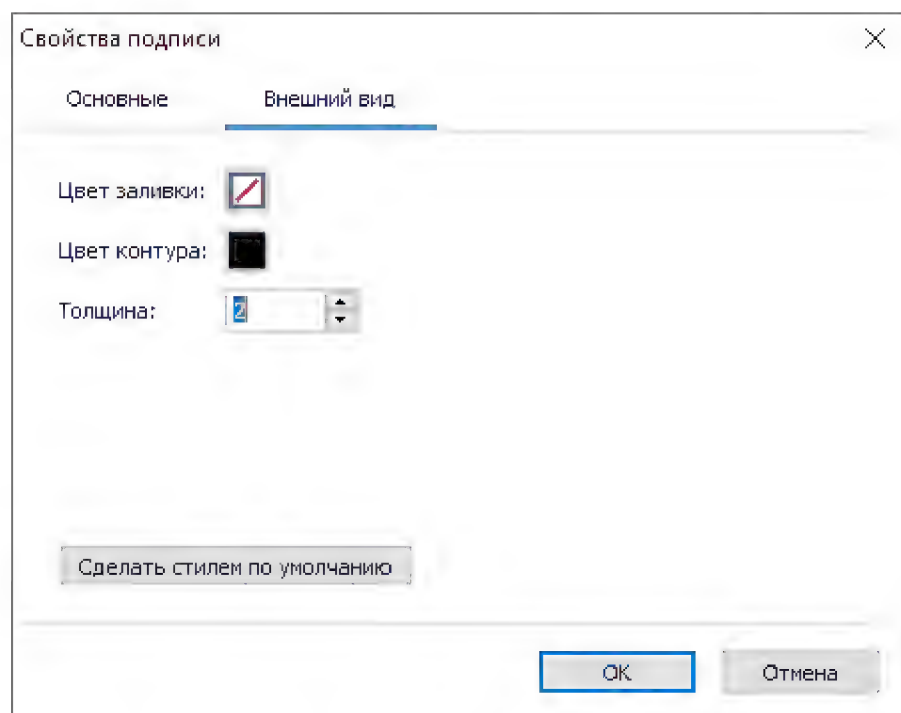 Свойства подписи
Основные Внешний вид
Цвет заливки:
Цвет контура:
Толщина: 2
Сделать стилем по умолчанию
OK Отмена